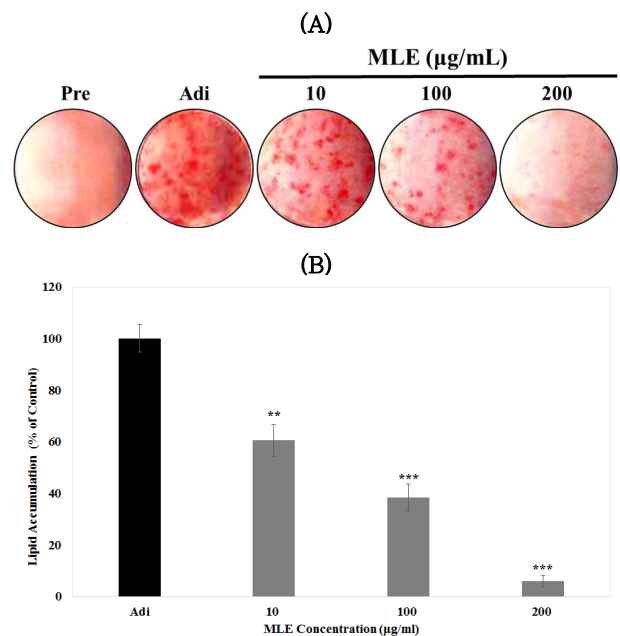 (A)
MLE (µg/mL)
Pre Adi 10 100 200
(B)
120
100
80
60
40
20
0
Lipid Accumulation (% of Control)
**
***
***
Adi 10 100 200
MLE Concentration (µg/ml)